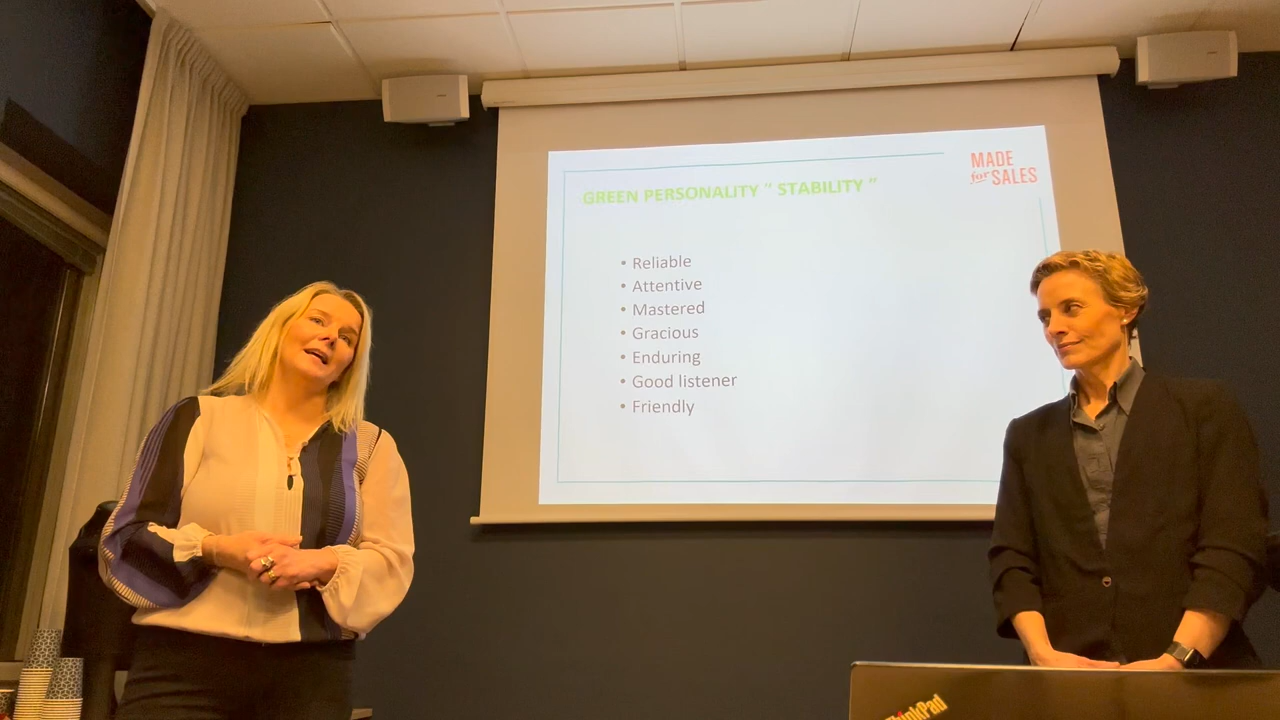 MADE
for SALES
GREEN PERSONALITY " STABILITY "
• Reliable
• Attentive
• Mastered
• Gracious
• Enduring
• Good listener
• Friendly
ThinkPad